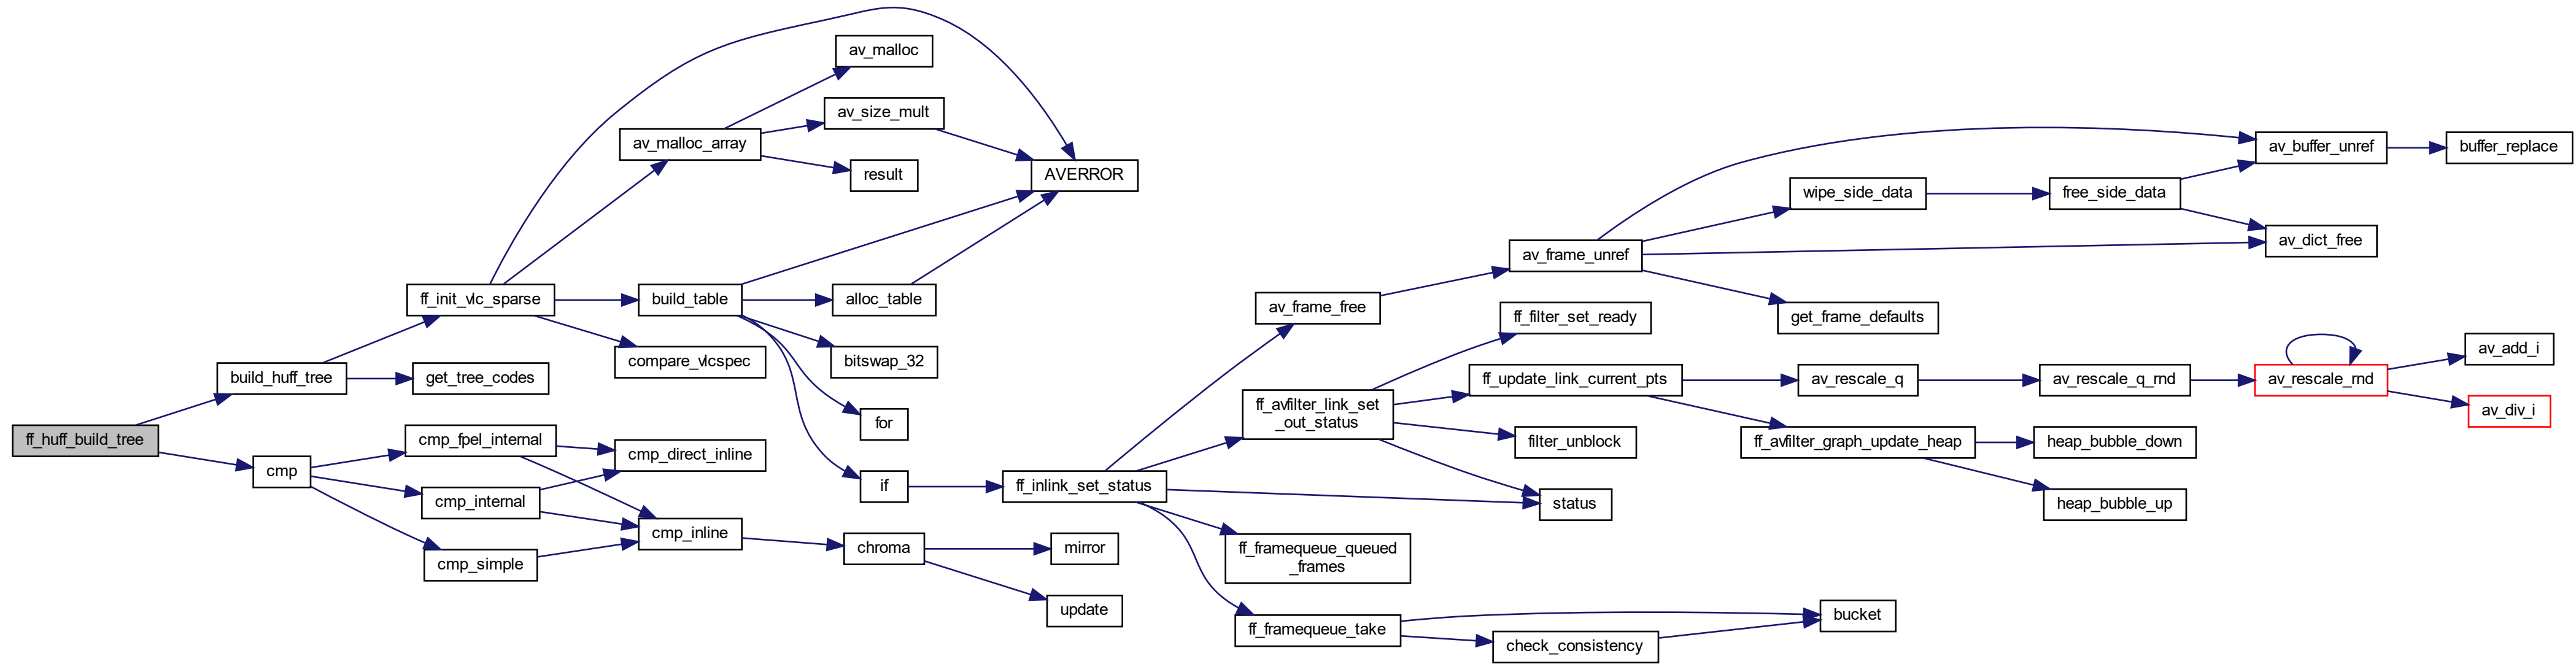 av_malloc
av_size_mult
av_malloc_array
result
AVERROR
av_buffer_unref
buffer_replace
wipe_side_data
free_side_data
av_frame_unref
av_dict_free
ff_init_vlc_sparse
build_table
alloc_table
av_frame_free
ff_filter_set_ready
get_frame_defaults
compare_vlcspec
bitswap_32
av_add_i
build_huff_tree
get_tree_codes
ff_update_link_current_pts
av_rescale_q
av_rescale_q_rnd
av_rescale_rnd
ff_avfilter_link_set
_out_status
av_div_i
for
ff_huff_build_tree
cmp_fpel_internal
cmp_direct_inline
filter_unblock
ff_avfilter_graph_update_heap
heap_bubble_down
cmp
if
ff_inlink_set_status
cmp_internal
status
heap_bubble_up
cmp_inline
chroma
mirror
ff_framequeue_queued
_frames
cmp_simple
update
ff_framequeue_take
bucket
check_consistency